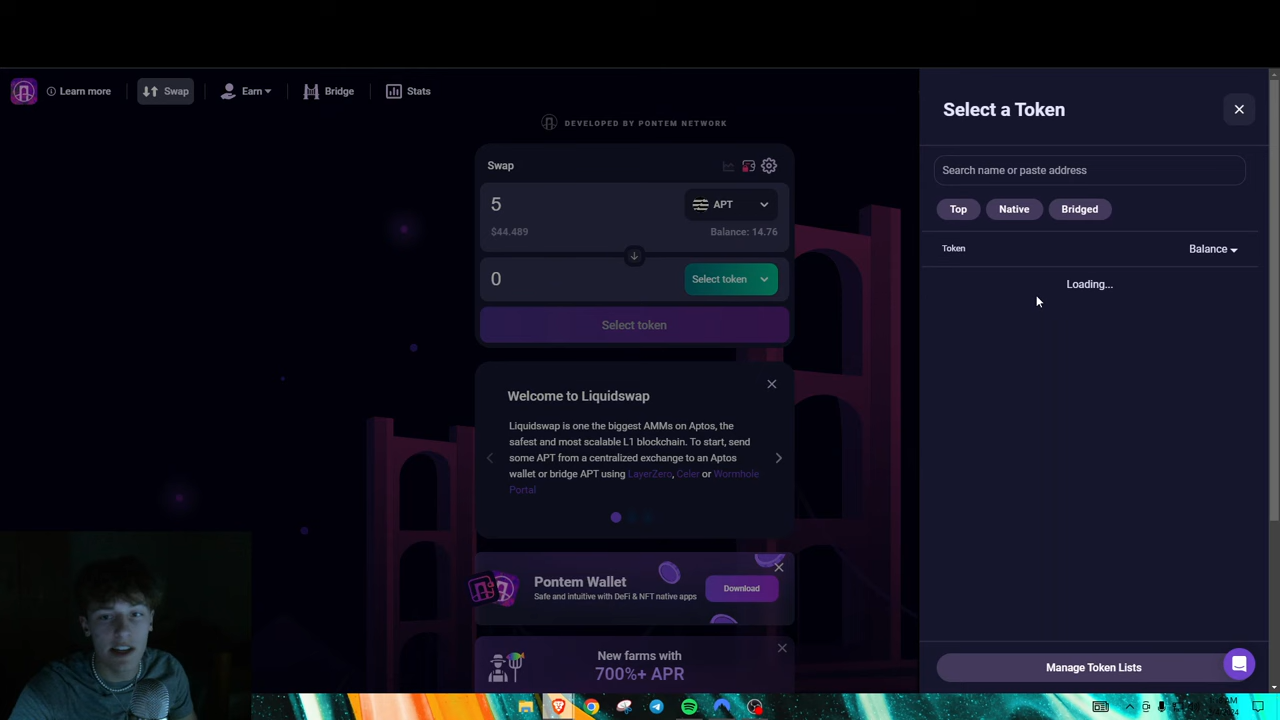 Learn more
Swap
Earn
Bridge
Stats
DEVELOPED BY PONTEM NETWORK
Swap
5
APT
$44.489
Balance: 14.76
0
Select token
Select token
Welcome to Liquidswap
Liquidswap is one the biggest AMMs on Aptos, the
safest and most scalable L1 blockchain. To start, send
some APT from a centralized exchange to an Aptos
wallet or bridge APT using LayerZero, Celer or Wormhole
Portal
Pontem Wallet
Safe and intuitive with DeFi & NFT native apps
Download
New farms with
700%+ APR
Select a Token
Search name or paste address
Top
Native
Bridged
Token
Balance
Loading...
Manage Token Lists